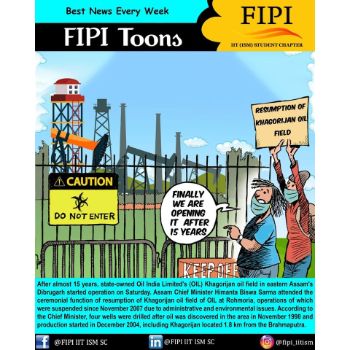 Best News Every Week
FIPI Toons
FIPI
IIT (ISM) STUDENT CHAPTER
RESUMPTION OF
KHAGORIJAN OIL
FIELD
CAUTION
DO NOT ENTER
FINALLY
WE ARE
OPENING
IT AFTER
15 YEARS
KEEP OFF
After almost 15 years, state-owned Oil India Limited's (OIL) Khagorijan oil field in eastern Assam's
Dibrugarh started operation on Saturday. Assam Chief Minister Himanta Biswa Sarma attended the
ceremonial function of resumption of Khagorijan oil field of OIL at Rohmoria, operations of which
were suspended since November 2007 due to administrative and environmental issues. According to
the Chief Minister, four wells were drilled after oil was discovered in the area in November 1998 and
production started in December 2004, including Khagorijan located 1.8 km from the Brahmaputra.
@FIPI IIT ISM SC
@FIPI IIT ISM SC
@fipi_iitism